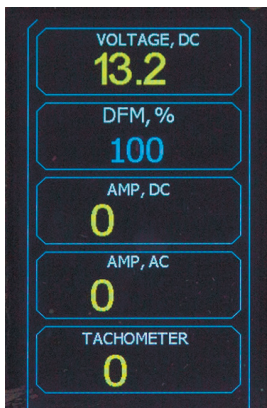 VOLTAGE, DC
13.2
DFM, %
100
AMP, DC
0
AMP, AC
0
TACHOMETER
0